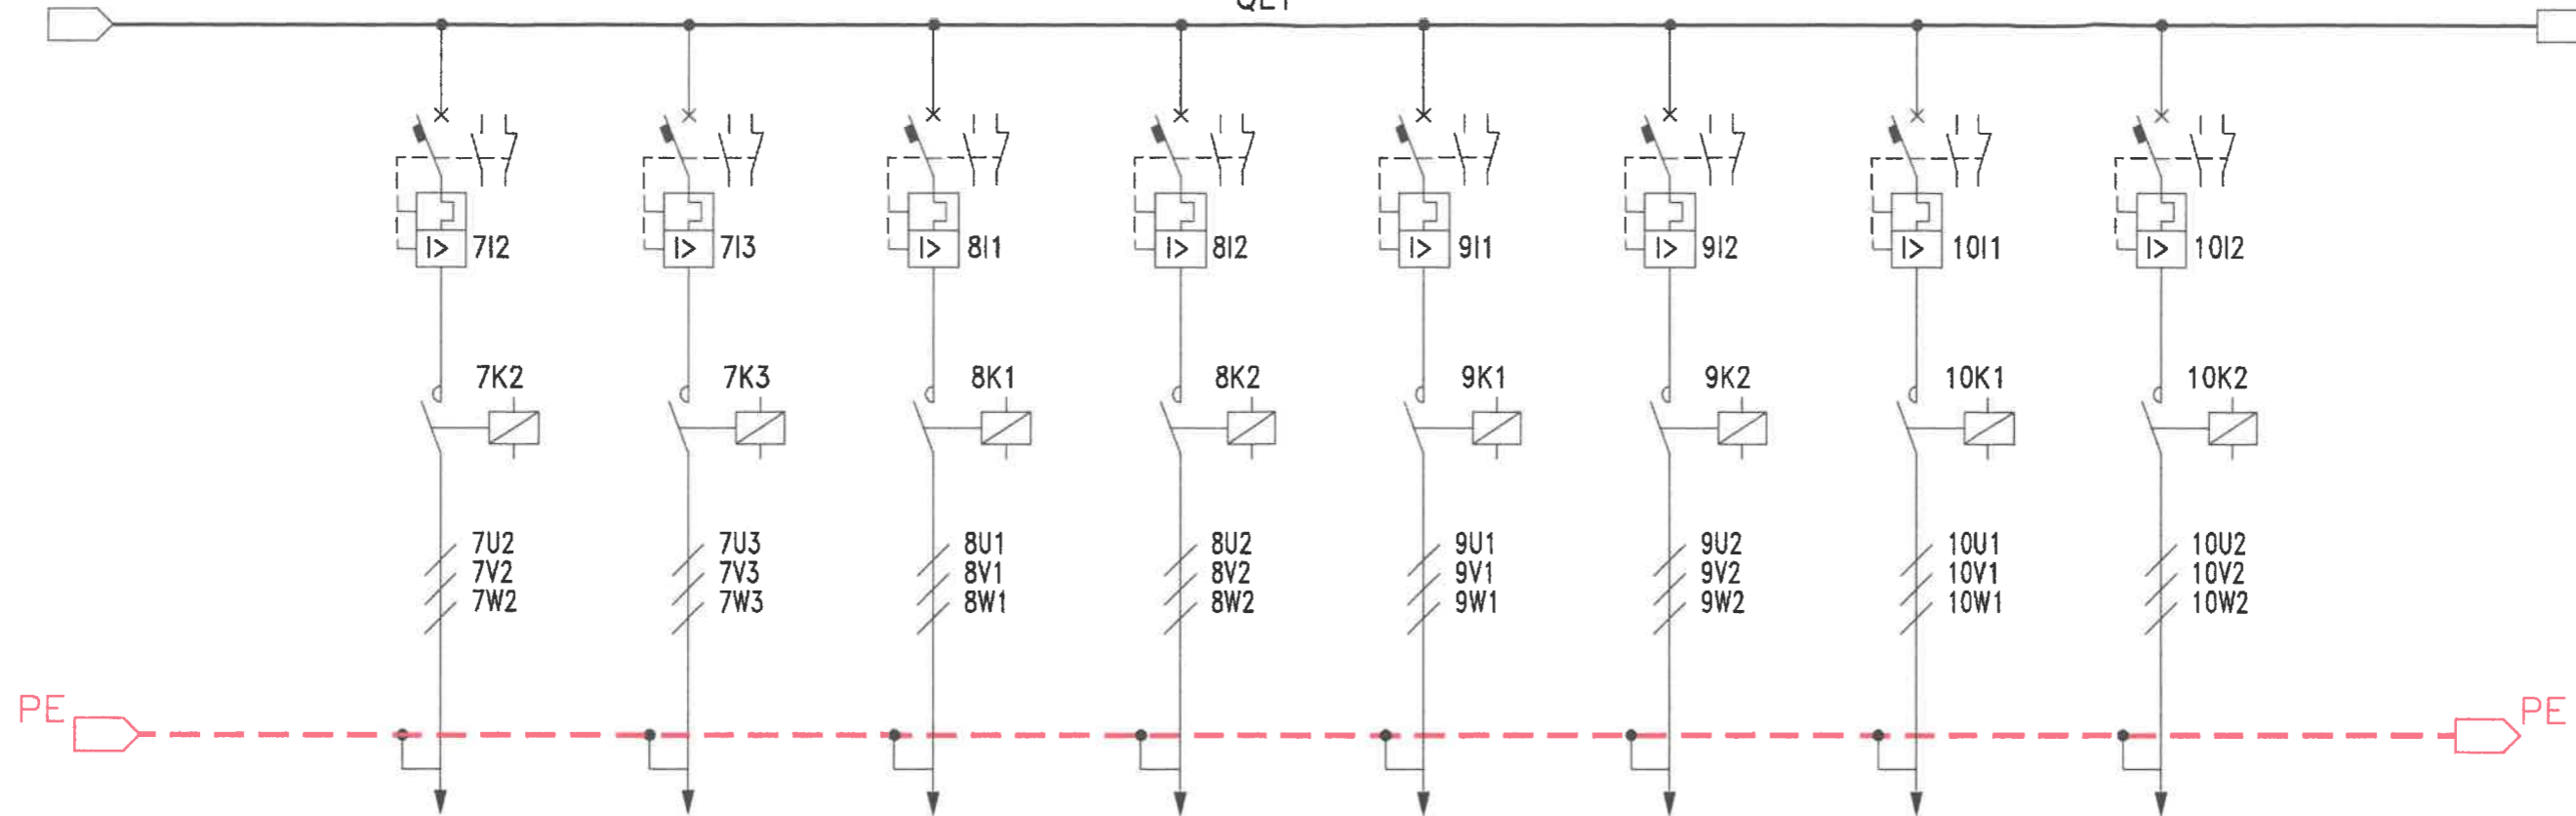 QE1
I> 7I2 I> 7I3 I> 8I1 I> 8I2 I> 9I1 I> 9I2 I> 10I1 I> 10I2
7K2 7K3 8K1 8K2 9K1 9K2 10K1 10K2
7U2 7U3 8U1 8U2 9U1 9U2 10U1 10U2
7V2 7V3 8V1 8V2 9V1 9V2 10V1 10V2
7W2 7W3 8W1 8W2 9W1 9W2 10W1 10W2
PE PE